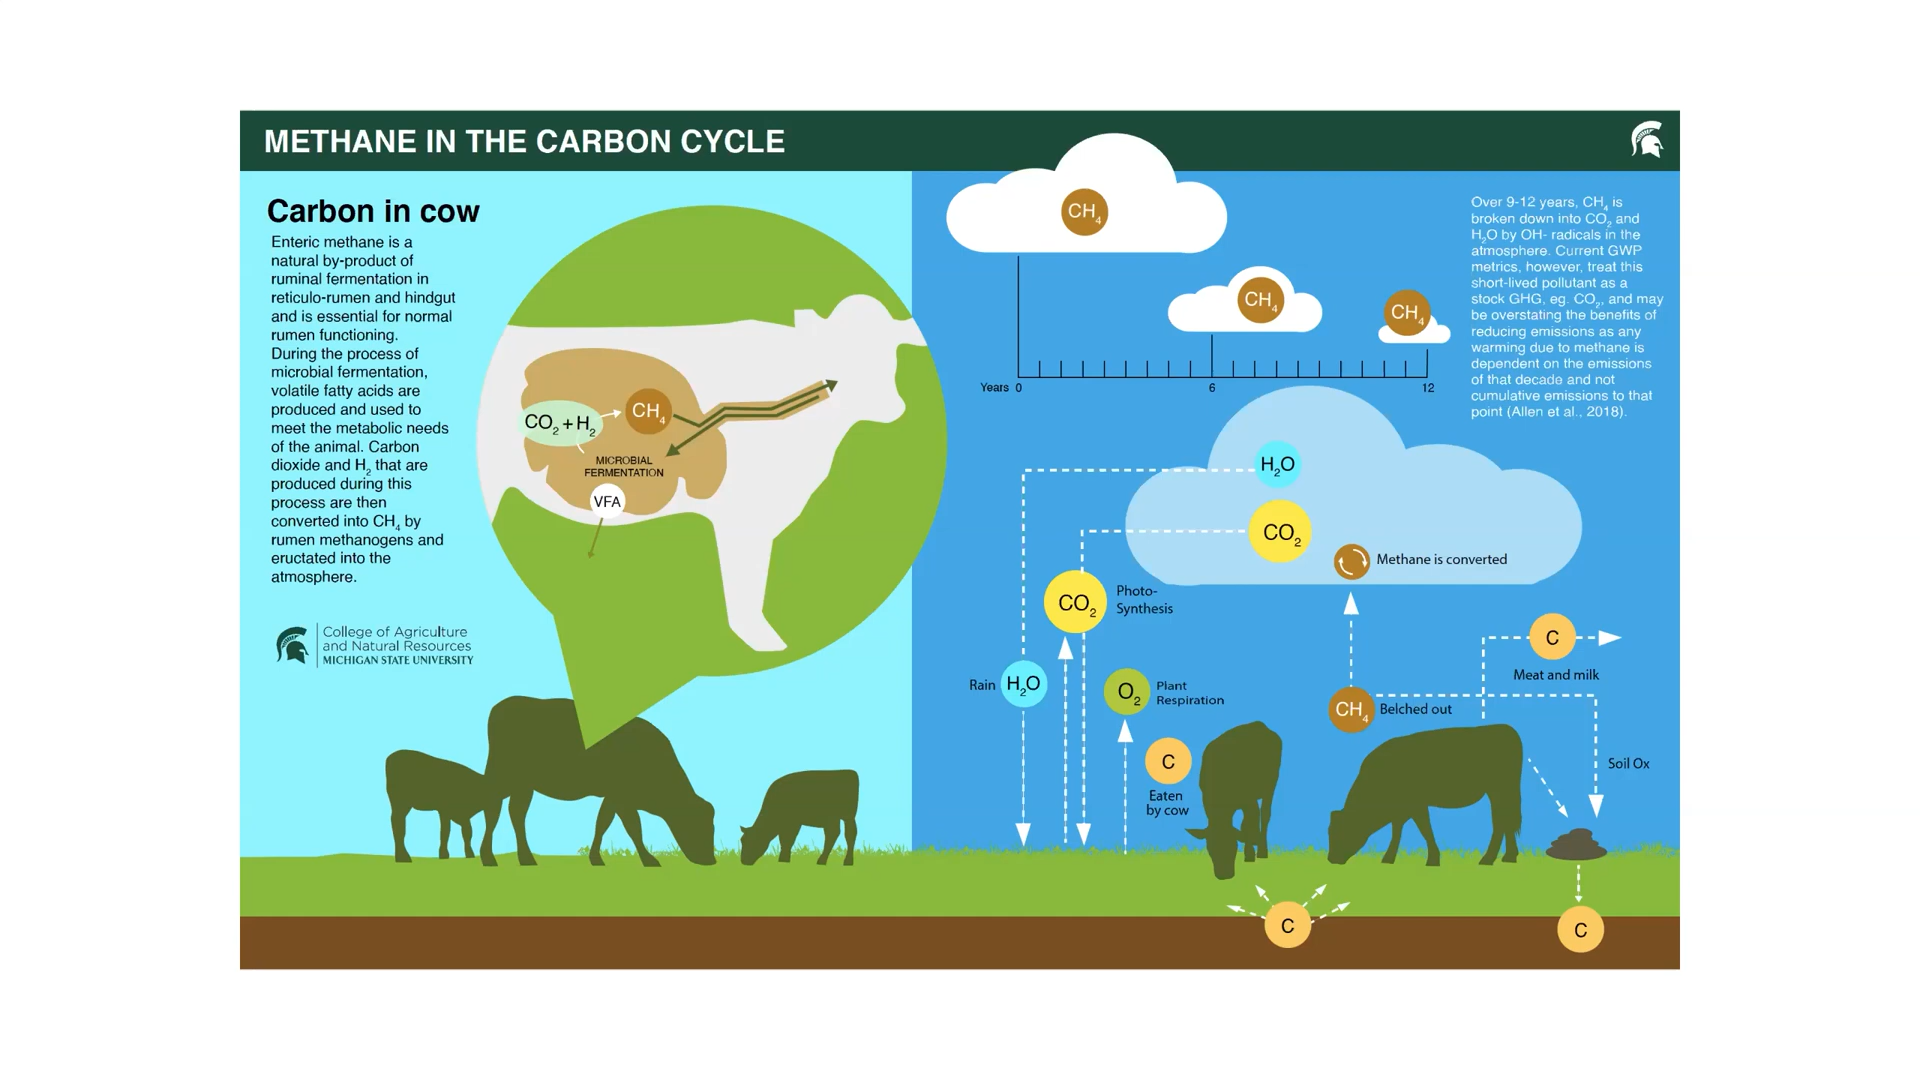 METHANE IN THE CARBON CYCLE
Carbon in cow
Enteric methane is a
natural by-product of
ruminal fermentation in
reticulo-rumen and hindgut
and is essential for normal
rumen functioning.
During the process of
microbial fermentation,
volatile fatty acids are
produced and used to
meet the metabolic needs
of the animal. Carbon
dioxide and H₂ that are
produced during this
process are then
converted into CH₄ by
rumen methanogens and
eructated into the
atmosphere.
College of Agriculture
and Natural Resources
MICHIGAN STATE UNIVERSITY
CO₂ + H₂
CH₄
MICROBIAL
FERMENTATION
VFA
CH₄
CH₄
CH₄
Years 0 6 12
Over 9-12 years, CH₄ is
broken down into CO₂ and
H₂O by OH- radicals in the
atmosphere. Current GWP
metrics, however, treat this
short-lived pollutant as a
stock GHG, eg. CO₂, and may
be overstating the benefits of
reducing emissions as any
warming due to methane is
dependent on the emissions
of that decade and not
cumulative emissions to that
point (Allen et al., 2018).
H₂O
CO₂
Methane is converted
CO₂
Photo-
Synthesis
Rain H₂O
O₂
Plant
Respiration
C
Eaten
by cow
CH₄ Belched out
C
Meat and milk
Soil Ox
C
C